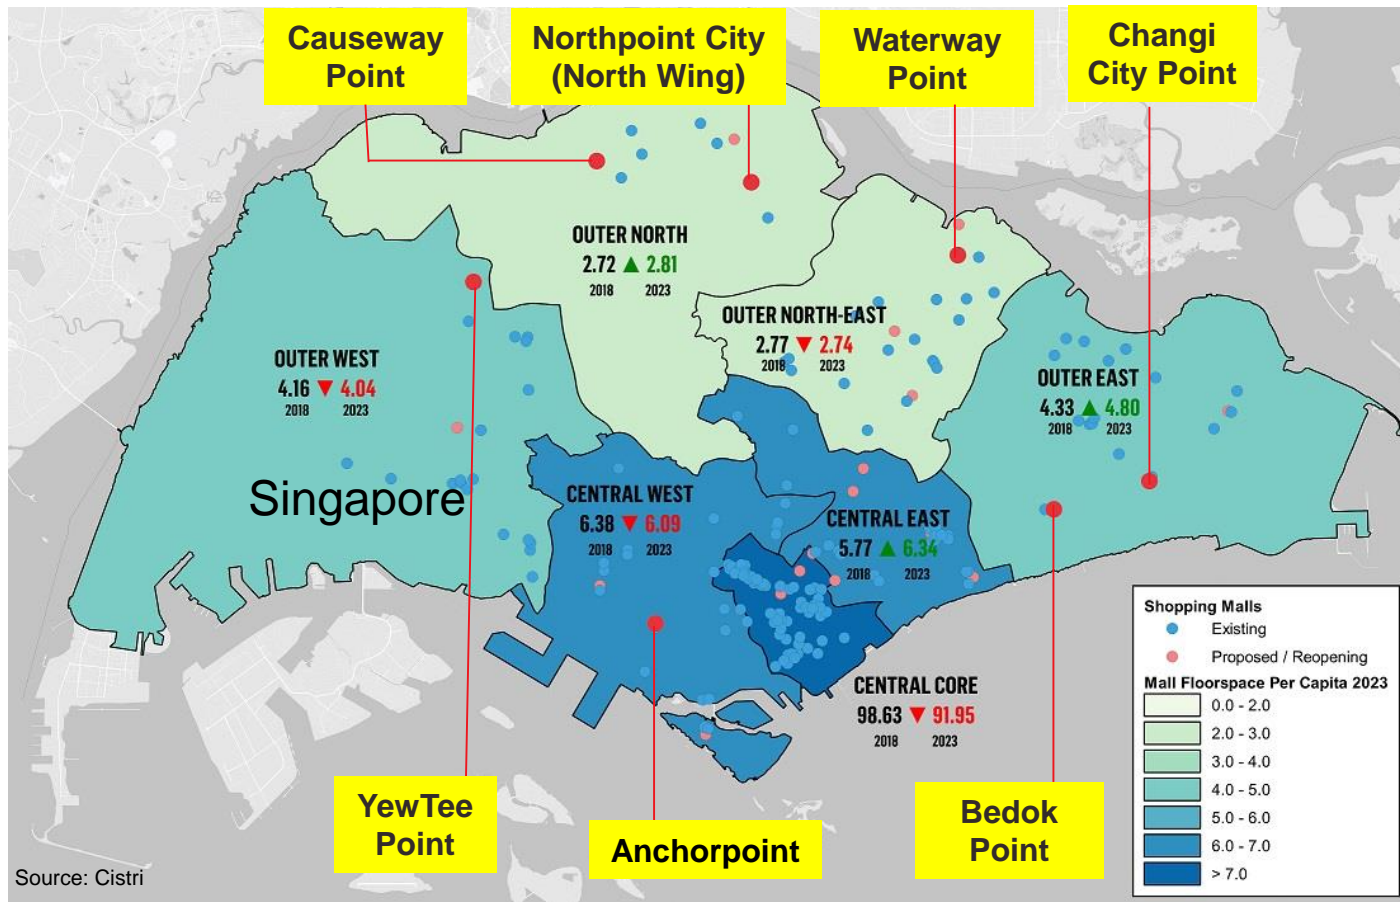 Causeway
Point
Northpoint City
(North Wing)
Waterway
Point
Changi
City Point
OUTER NORTH
2.72 ▲ 2.81
2018 2023
OUTER NORTH-EAST
2.77 ▼ 2.74
2018 2023
OUTER WEST
4.16 ▼ 4.04
2018 2023
OUTER EAST
4.33 ▲ 4.80
2018 2023
Singapore
CENTRAL WEST
6.38 ▼ 6.09
2018 2023
CENTRAL EAST
5.77 ▲ 6.34
2018 2023
CENTRAL CORE
98.63 ▼ 91.95
2018 2023
YewTee
Point
Anchorpoint
Bedok
Point
Shopping Malls
Existing
Proposed / Reopening
Mall Floorspace Per Capita 2023
0.0 - 2.0
2.0 - 3.0
3.0 - 4.0
4.0 - 5.0
5.0 - 6.0
6.0 - 7.0
> 7.0
Source: Cistri